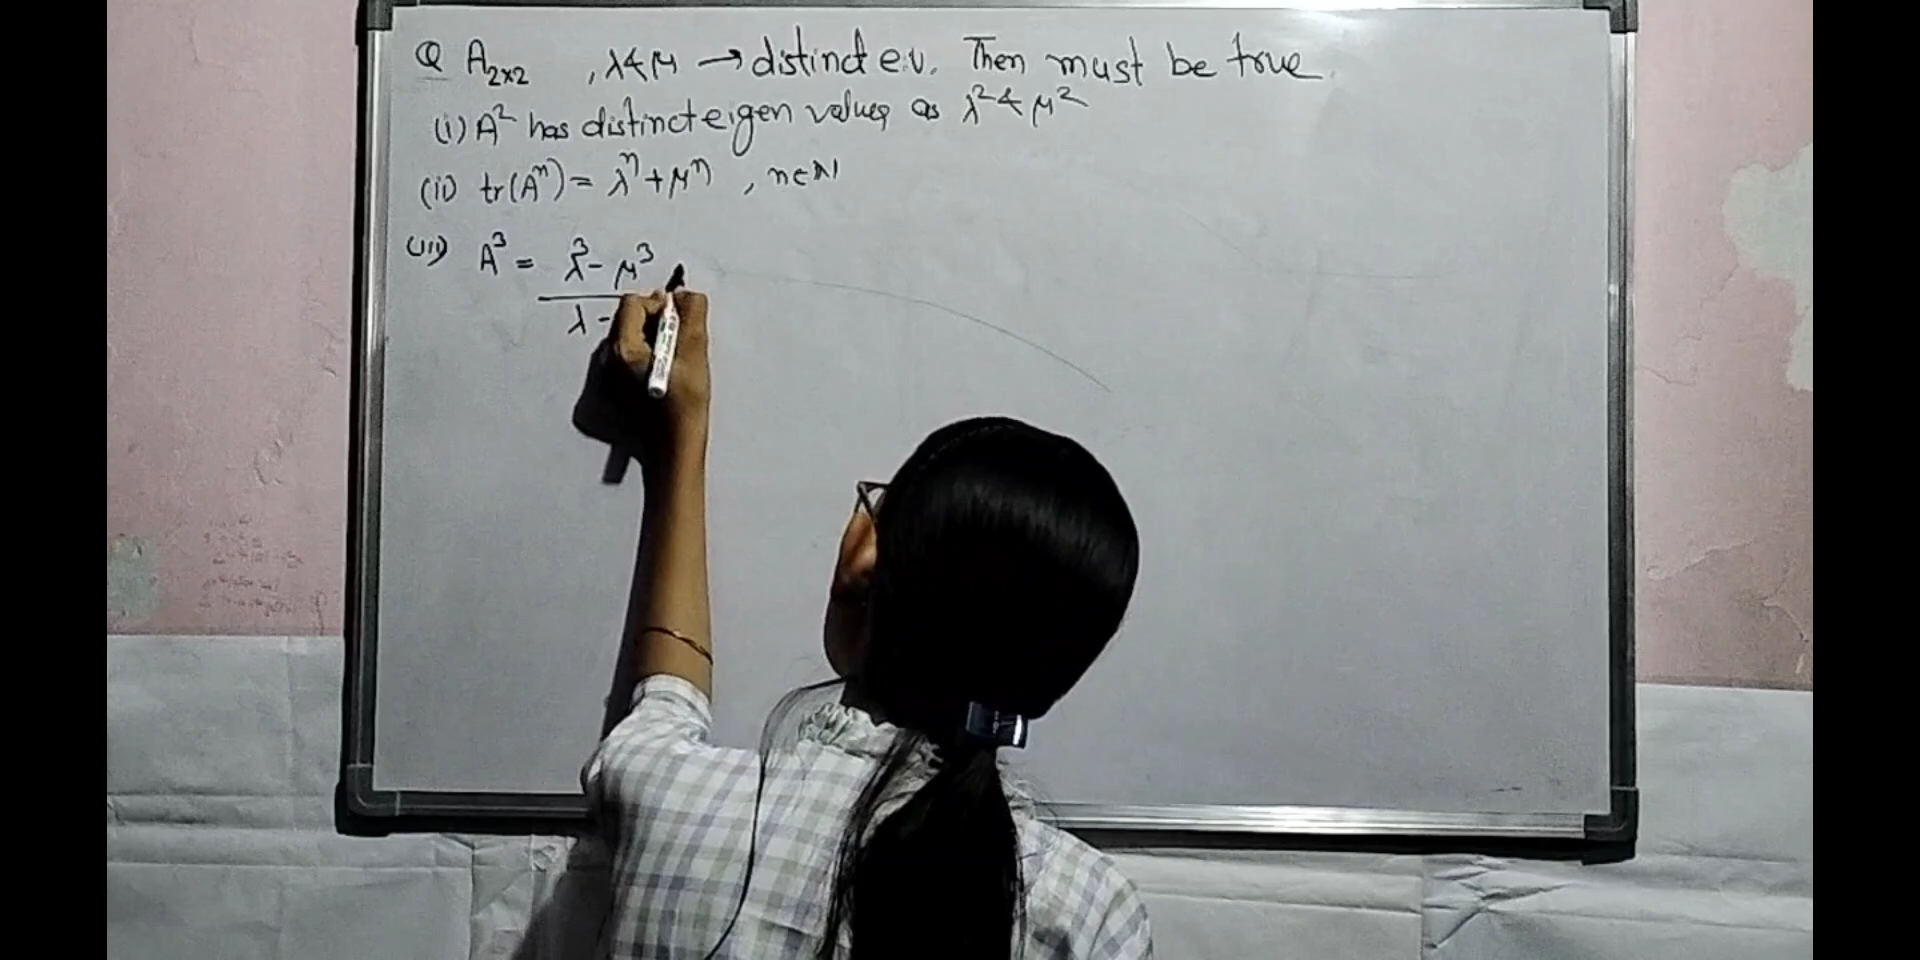 Q A₂ₓ₂ , λ & μ → distinct e.v. Then must be true
(i) A² has distinct eigen values as λ² & μ²
(ii) tr(Aⁿ) = λⁿ + μⁿ , n ∈ N
(iii) A³ = λ³ - μ³
λ -